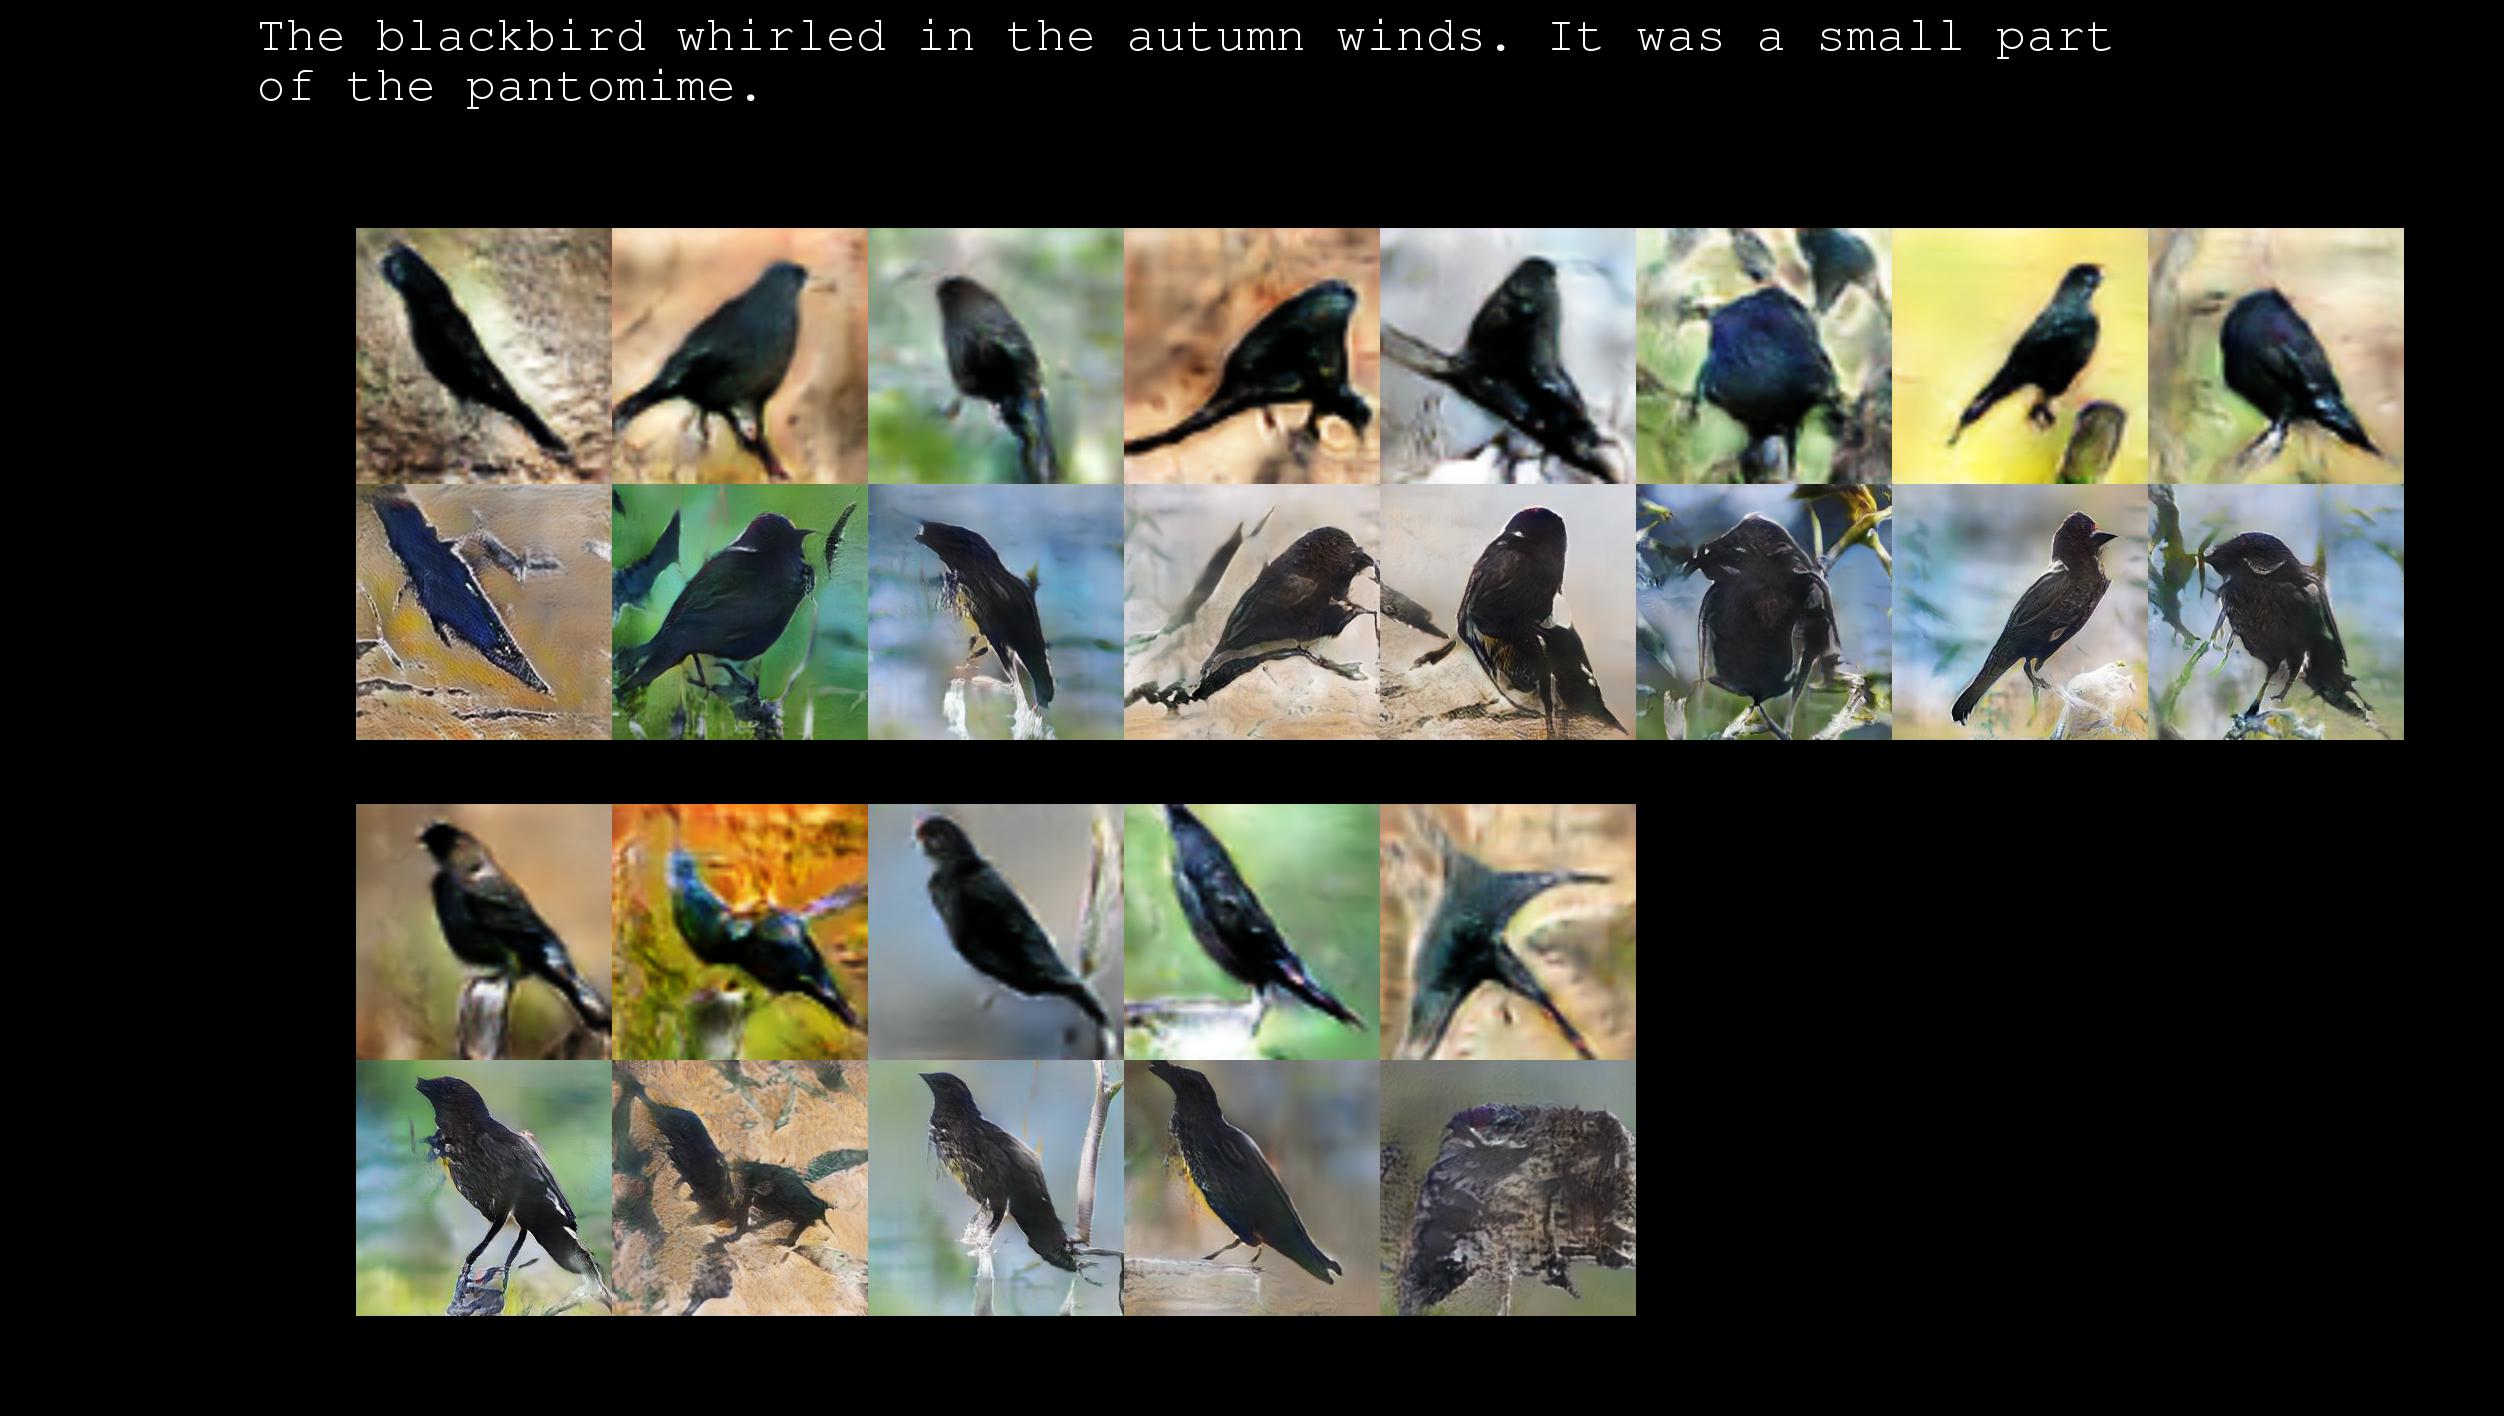 The blackbird whirled in the autumn winds. It was a small part
of the pantomime.